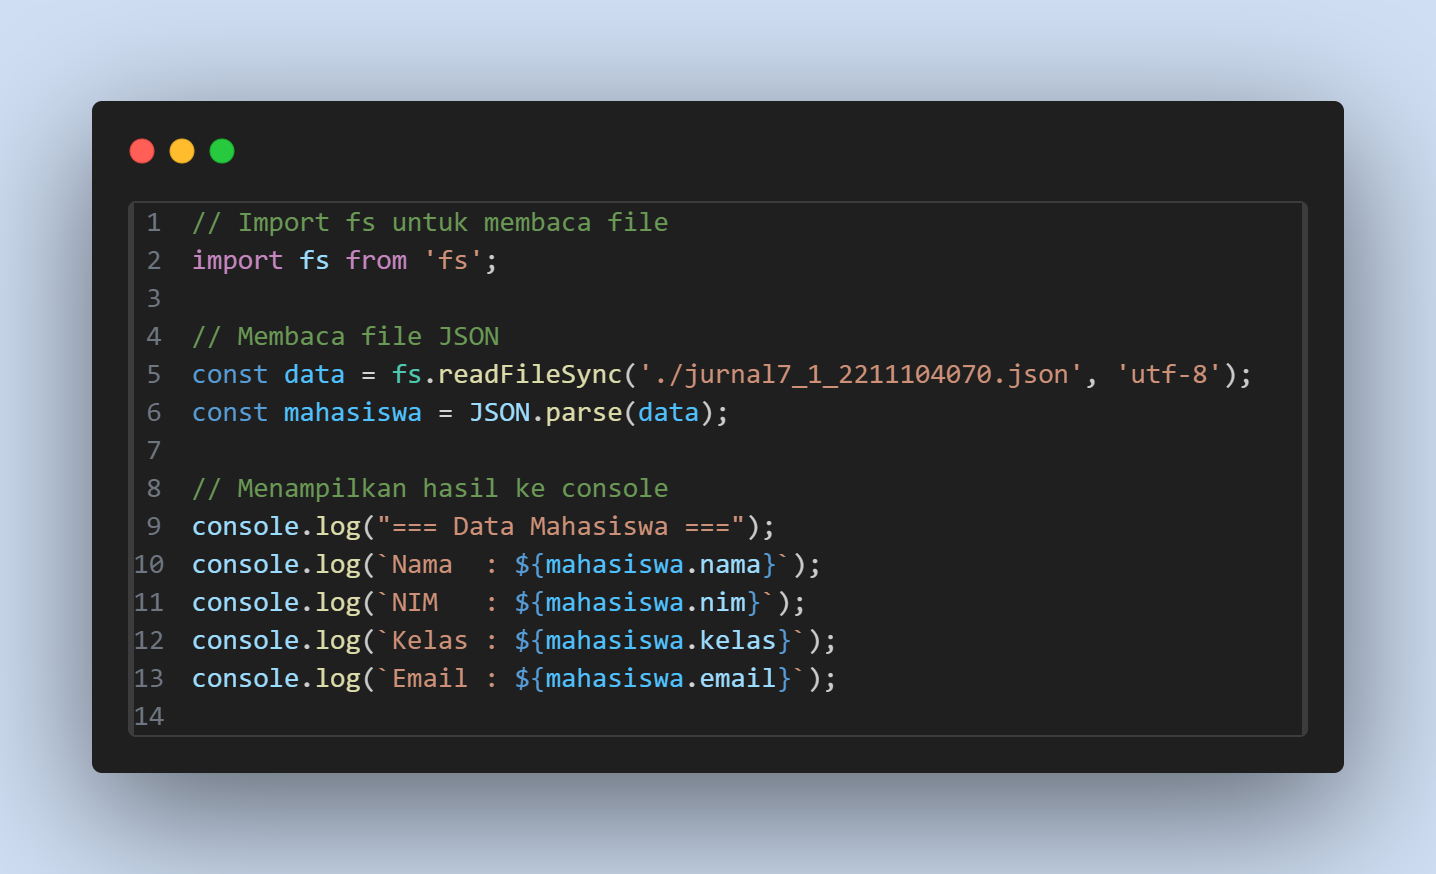 1 // Import fs untuk membaca file
2 import fs from 'fs';
3
4 // Membaca file JSON
5 const data = fs.readFileSync('./jurnal7_1_2211104070.json', 'utf-8');
6 const mahasiswa = JSON.parse(data);
7
8 // Menampilkan hasil ke console
9 console.log("=== Data Mahasiswa ===");
10 console.log(`Nama  : ${mahasiswa.nama}`);
11 console.log(`NIM   : ${mahasiswa.nim}`);
12 console.log(`Kelas : ${mahasiswa.kelas}`);
13 console.log(`Email : ${mahasiswa.email}`);
14